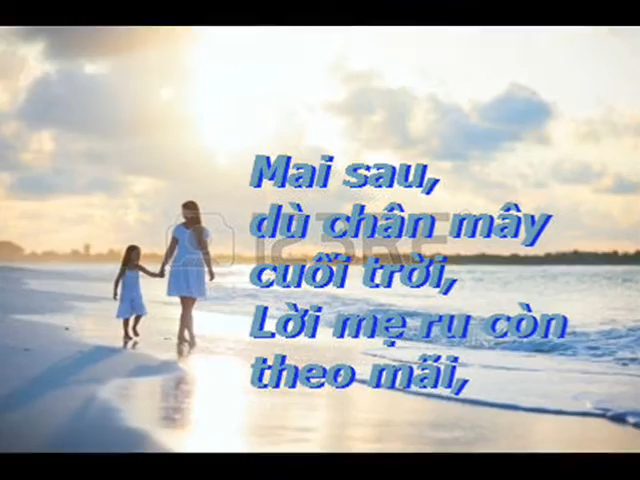 Mai sau,
dù chân mây
cuối trời,
Lời mẹ ru còn
theo mãi,